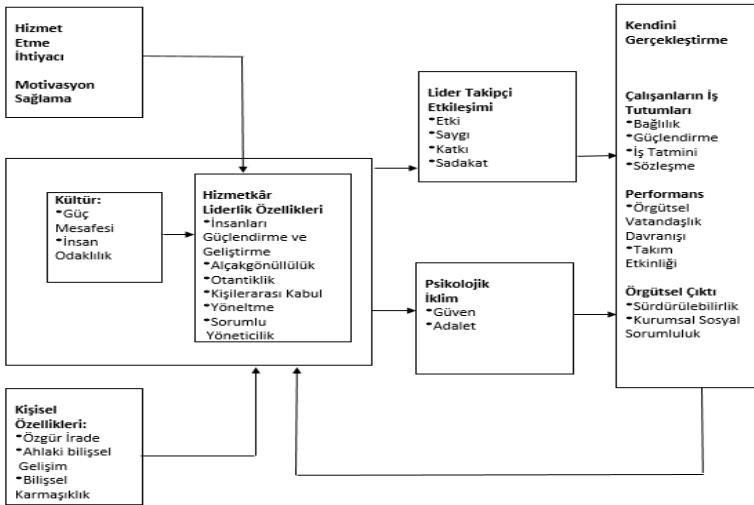 Hizmet
Etme
İhtiyacı
Motivasyon
Sağlama
Kültür:
•Güç
Mesafesi
•İnsan
Odaklılık
Hizmetkâr
Liderlik Özellikleri
•İnsanları
Güçlendirme ve
Geliştirme
•Alçakgönüllülük
•Otantiklik
•Kişilerarası Kabul
•Yöneltme
•Sorumlu
Yöneticilik
Kişisel
Özellikleri:
•Özgür İrade
•Ahlaki bilişsel
Gelişim
•Bilişsel
Karmaşıklık
Lider Takipçi
Etkileşimi
•Etki
•Saygı
•Katkı
•Sadakat
Psikolojik
İklim
•Güven
•Adalet
Kendini
Gerçekleştirme
Çalışanların İş
Tutumları
•Bağlılık
•Güçlendirme
•İş Tatmini
•Sözleşme
Performans
•Örgütsel
Vatandaşlık
Davranışı
•Takım
Etkinliği
Örgütsel Çıktı
•Sürdürülebilirlik
•Kurumsal Sosyal
Sorumluluk